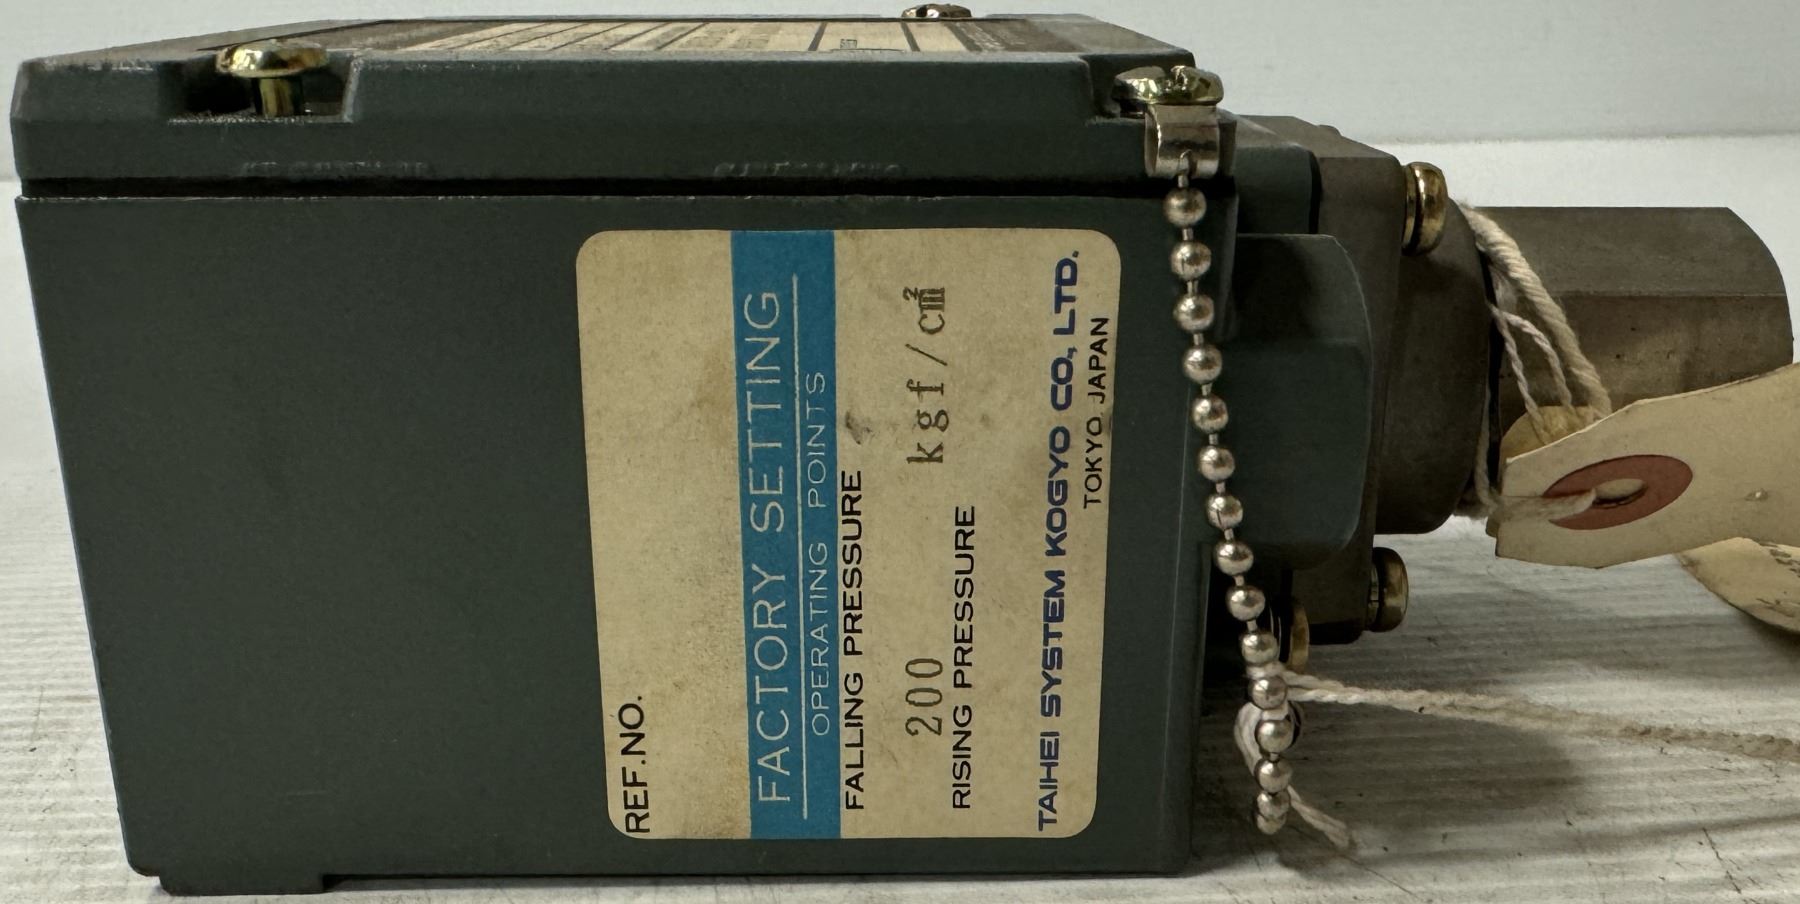 REF.NO.
FACTORY SETTING
OPERATING POINTS
FALLING PRESSURE
200 kgf/cm²
RISING PRESSURE
TAIHEI SYSTEM KOGYO CO., LTD.
TOKYO. JAPAN